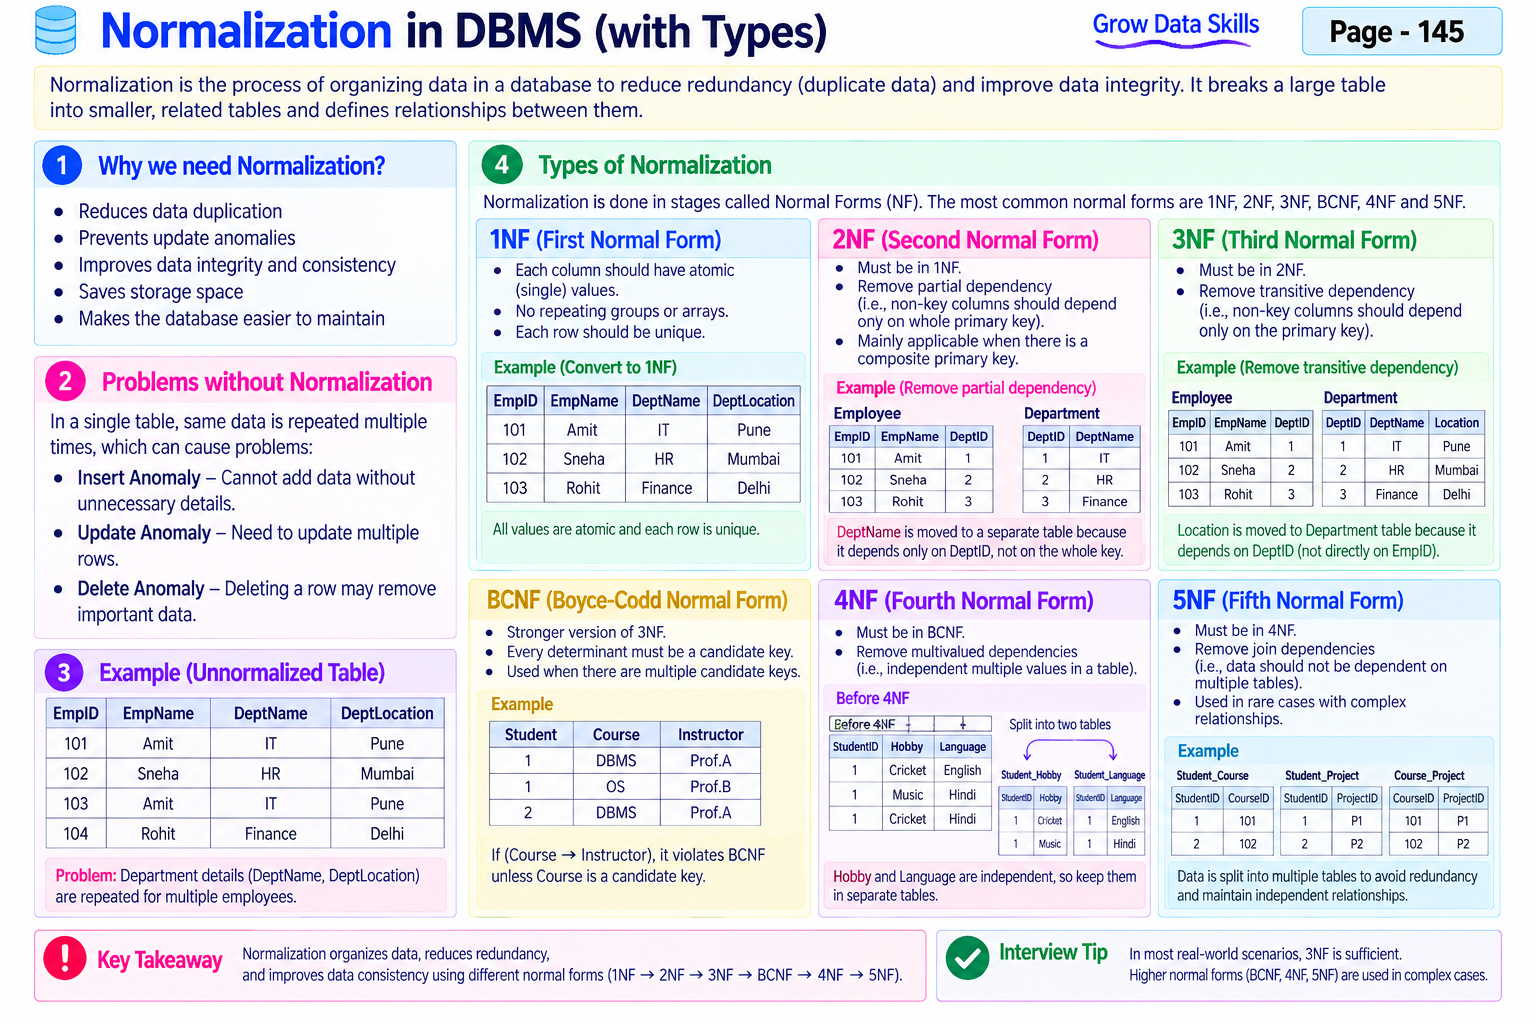 Normalization in DBMS (with Types)
Grow Data Skills
Page - 145
Normalization is the process of organizing data in a database to reduce redundancy (duplicate data) and improve data integrity. It breaks a large table
into smaller, related tables and defines relationships between them.
1 Why we need Normalization?
• Reduces data duplication
• Prevents update anomalies
• Improves data integrity and consistency
• Saves storage space
• Makes the database easier to maintain
2 Problems without Normalization
In a single table, same data is repeated multiple
times, which can cause problems:
• Insert Anomaly – Cannot add data without
unnecessary details.
• Update Anomaly – Need to update multiple
rows.
• Delete Anomaly – Deleting a row may remove
important data.
3 Example (Unnormalized Table)
EmpID EmpName DeptName DeptLocation
101 Amit IT Pune
102 Sneha HR Mumbai
103 Amit IT Pune
104 Rohit Finance Delhi
Problem: Department details (DeptName, DeptLocation)
are repeated for multiple employees.
4 Types of Normalization
Normalization is done in stages called Normal Forms (NF). The most common normal forms are 1NF, 2NF, 3NF, BCNF, 4NF and 5NF.
1NF (First Normal Form)
• Each column should have atomic
(single) values.
• No repeating groups or arrays.
• Each row should be unique.
Example (Convert to 1NF)
EmpID EmpName DeptName DeptLocation
101 Amit IT Pune
102 Sneha HR Mumbai
103 Rohit Finance Delhi
All values are atomic and each row is unique.
2NF (Second Normal Form)
• Must be in 1NF.
• Remove partial dependency
(i.e., non-key columns should depend
ony on whole primary key).
• Mainly applicable when there is a
composite primary key.
Example (Remove partial dependency)
Employee
EmpID EmpName DeptID
101 Amit 1
102 Sneha 2
103 Rohit 3
Department
DeptID DeptName
1 IT
2 HR
3 Finance
DeptName is moved to a separate table because
it depends only on DeptID, not on the whole key.
3NF (Third Normal Form)
• Must be in 2NF.
• Remove transitive dependency
(i.e., non-key columns should depend
only on the primary key).
Example (Remove transitive dependency)
Employee
EmpID EmpName DeptID
101 Amit 1
102 Sneha 2
103 Rohit 3
Department
DeptID DeptName Location
1 IT Pune
2 HR Mumbai
3 Finance Delhi
Location is moved to Department table because it
depends on DeptID (not directly on EmpID).
BCNF (Boyce-Codd Normal Form)
• Stronger version of 3NF.
• Every determinant must be a candidate key.
• Used when there are multiple candidate keys.
Example
Student Course Instructor
1 DBMS Prof.A
1 OS Prof.B
2 DBMS Prof.A
If (Course → Instructor), it violates BCNF
unless Course is a candidate key.
4NF (Fourth Normal Form)
• Must be in BCNF.
• Remove multivalued dependencies
(i.e., independent multiple values in a table).
Before 4NF
Before 4NF
StudentID Hobby Language
1 Cricket English
1 Music Hindi
1 Cricket Hindi
Split into two tables
Student_Hobby
StudentID Hobby
1 Cricket
1 Music
Student_Language
StudentID Language
1 English
1 Hindi
Hobby and Language are independent, so keep them
in separate tables.
5NF (Fifth Normal Form)
• Must be in 4NF.
• Remove join dependencies
(i.e., data should not be dependent on
multiple tables).
• Used in rare cases with complex
relationships.
Example
Student_Course
StudentID CourseID
1 101
2 102
Student_Project
StudentID ProjectID
1 P1
2 P2
Course_Project
CourseID ProjectID
101 P1
102 P2
Data is split into multiple tables to avoid redundancy
and maintain independent relationships.
! Key Takeaway
Normalization organizes data, reduces redundancy,
and improves data consistency using different normal forms (1NF → 2NF → 3NF → BCNF → 4NF → 5NF).
Interview Tip
In most real-world scenarios, 3NF is sufficient.
Higher normal forms (BCNF, 4NF, 5NF) are used in complex cases.